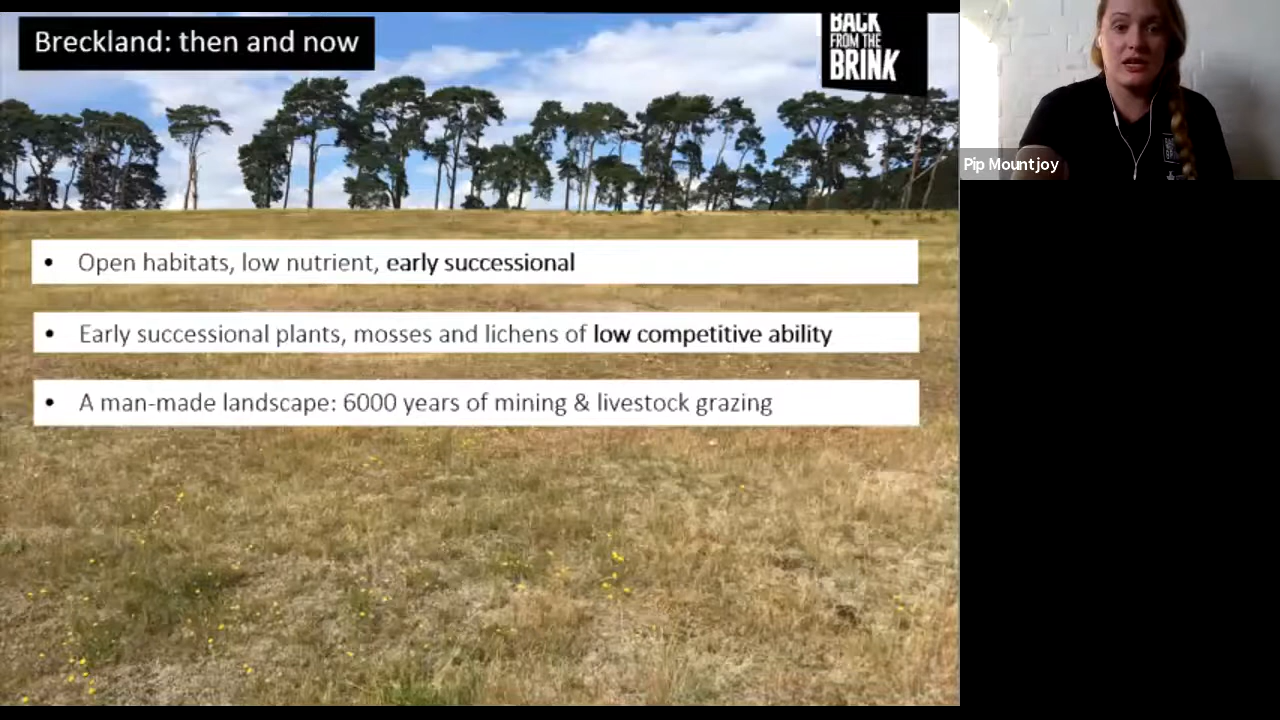 Breckland: then and now
BACK
FROM THE
BRINK
• Open habitats, low nutrient, early successional
• Early successional plants, mosses and lichens of low competitive ability
• A man-made landscape: 6000 years of mining & livestock grazing
Pip Mountjoy